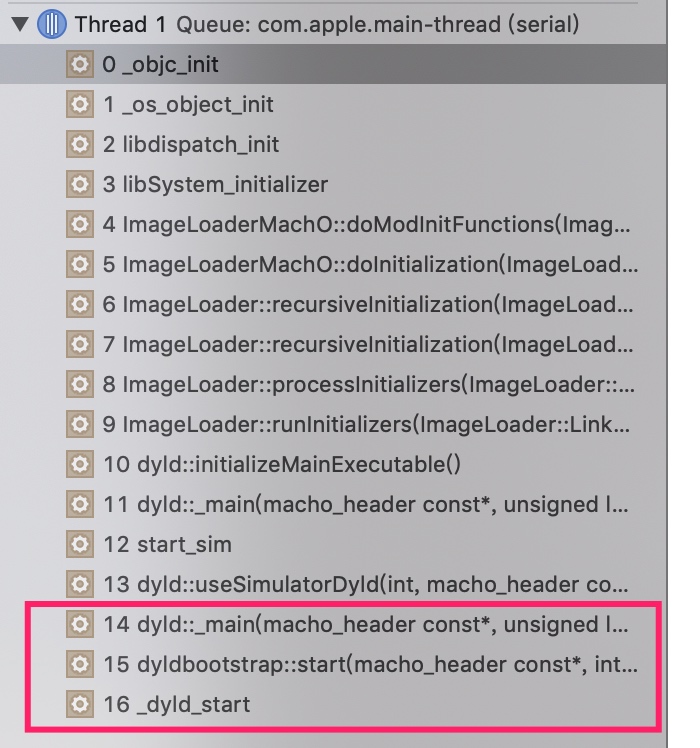 Thread 1 Queue: com.apple.main-thread (serial)
0 _objc_init
1 _os_object_init
2 libdispatch_init
3 libSystem_initializer
4 ImageLoaderMachO::doModInitFunctions(Imag...
5 ImageLoaderMachO::doInitialization(ImageLoad...
6 ImageLoader::recursiveInitialization(ImageLoad...
7 ImageLoader::recursiveInitialization(ImageLoad...
8 ImageLoader::processInitializers(ImageLoader::...
9 ImageLoader::runInitializers(ImageLoader::Link...
10 dyld::initializeMainExecutable()
11 dyld::_main(macho_header const*, unsigned l...
12 start_sim
13 dyld::useSimulatorDyld(int, macho_header co...
14 dyld::_main(macho_header const*, unsigned l...
15 dyldbootstrap::start(macho_header const*, int...
16 _dyld_start